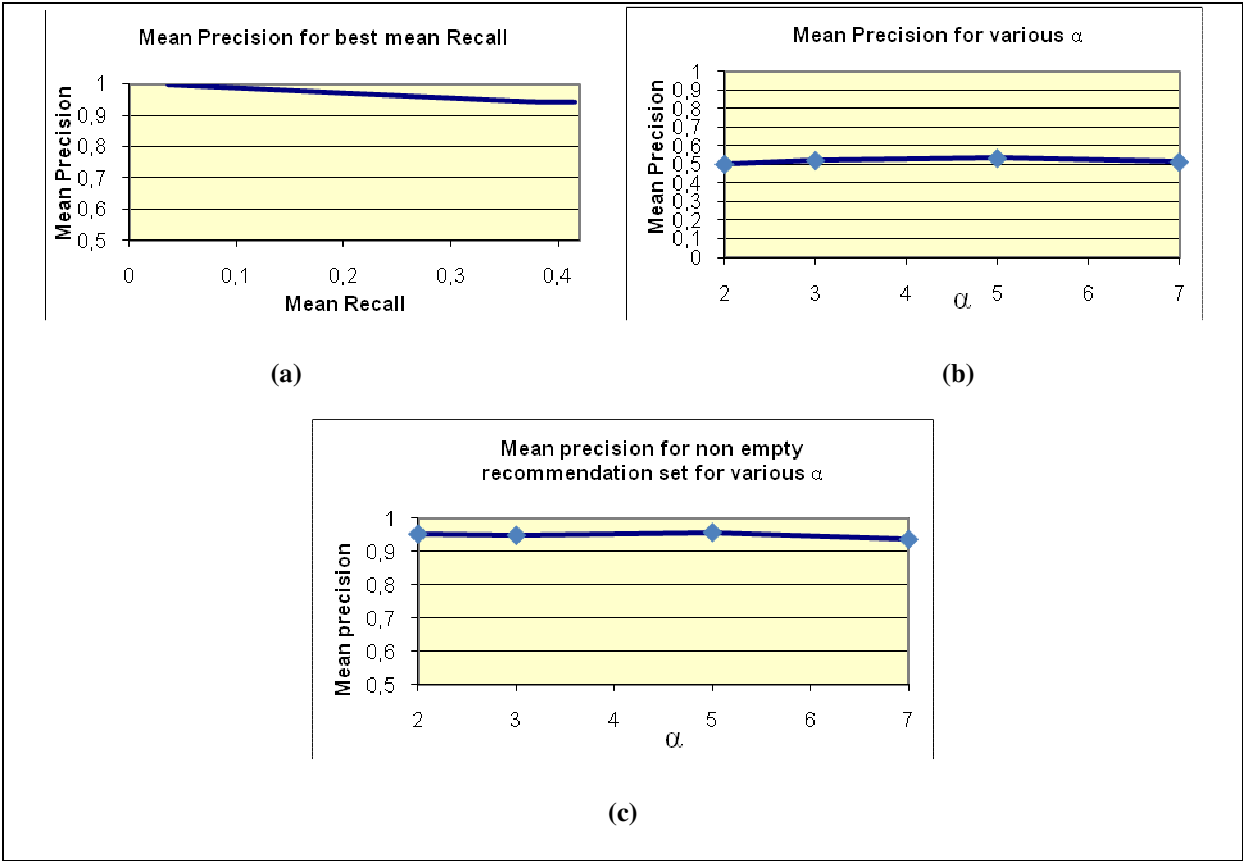 Mean Precision for best mean Recall
Mean Precision
1
0,9
0,8
0,7
0,6
0,5
0 0,1 0,2 0,3 0,4
Mean Recall
(a)
Mean Precision for various α
Mean Precision
1
0,9
0,8
0,7
0,6
0,5
0,4
0,3
0,2
0,1
0
2 3 4 5 6 7
α
(b)
Mean precision for non empty
recommendation set for various α
Mean precision
1
0,9
0,8
0,7
0,6
0,5
2 3 4 5 6 7
α
(c)